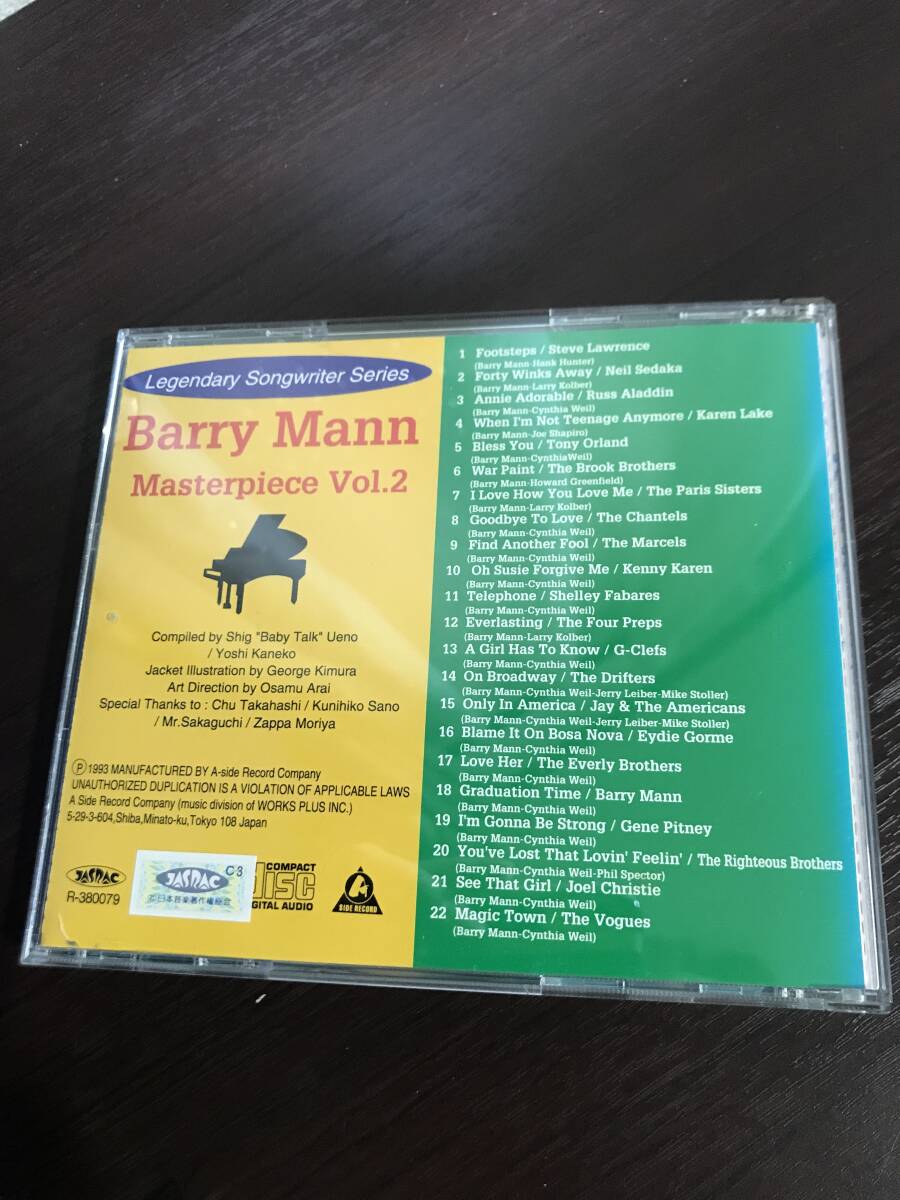 Legendary Songwriter Series
Barry Mann
Masterpiece Vol.2
Compiled by Shig "Baby Talk" Ueno
/ Yoshi Kaneko
Jacket Illustration by George Kimura
Art Direction by Osamu Arai
Special Thanks to : Chu Takahashi / Kunihiko Sano
/ Mr.Sakaguchi / Zappa Moriya
Ⓟ1993 MANUFACTURED BY A-side Record Company
UNAUTHORIZED DUPLICATION IS A VIOLATION OF APPLICABLE LAWS
A Side Record Company (music division of WORKS PLUS INC.)
5-29-3-604,Shiba,Minato-ku,Tokyo 108 Japan
JASRAC
R-380079
JASRAC
C3
日本音楽著作権協会
COMPACT
disc
DIGITAL AUDIO
A
SIDE RECORD
1 Footsteps / Steve Lawrence
(Barry Mann-Hank Hunter)
2 Forty Winks Away / Neil Sedaka
(Barry Mann-Larry Kolber)
3 Annie Adorable / Russ Aladdin
(Barry Mann-Cynthia Weil)
4 When I'm Not Teenage Anymore / Karen Lake
(Barry Mann-Joe Shapiro)
5 Bless You / Tony Orland
(Barry Mann-CynthiaWeil)
6 War Paint / The Brook Brothers
(Barry Mann-Howard Greenfield)
7 I Love How You Love Me / The Paris Sisters
(Barry Mann-Larry Kolber)
8 Goodbye To Love / The Chantels
(Barry Mann-Cynthia Weil)
9 Find Another Fool / The Marcels
(Barry Mann-Cynthia Weil)
10 Oh Susie Forgive Me / Kenny Karen
(Barry Mann-Cynthia Weil)
11 Telephone / Shelley Fabares
(Barry Mann-Cynthia Weil)
12 Everlasting / The Four Preps
(Barry Mann-Larry Kolber)
13 A Girl Has To Know / G-Clefs
(Barry Mann-Cynthia Weil)
14 On Broadway / The Drifters
(Barry Mann-Cynthia Weil-Jerry Leiber-Mike Stoller)
15 Only In America / Jay & The Americans
(Barry Mann-Cynthia Weil-Jerry Leiber-Mike Stoller)
16 Blame It On Bosa Nova / Eydie Gorme
(Barry Mann-Cynthia Weil)
17 Love Her / The Everly Brothers
(Barry Mann-Cynthia Weil)
18 Graduation Time / Barry Mann
(Barry Mann-Cynthia Weil)
19 I'm Gonna Be Strong / Gene Pitney
(Barry Mann-Cynthia Weil)
20 You've Lost That Lovin' Feelin' / The Righteous Brothers
(Barry Mann-Cynthia Weil-Phil Spector)
21 See That Girl / Joel Christie
(Barry Mann-Cynthia Weil)
22 Magic Town / The Vogues
(Barry Mann-Cynthia Weil)